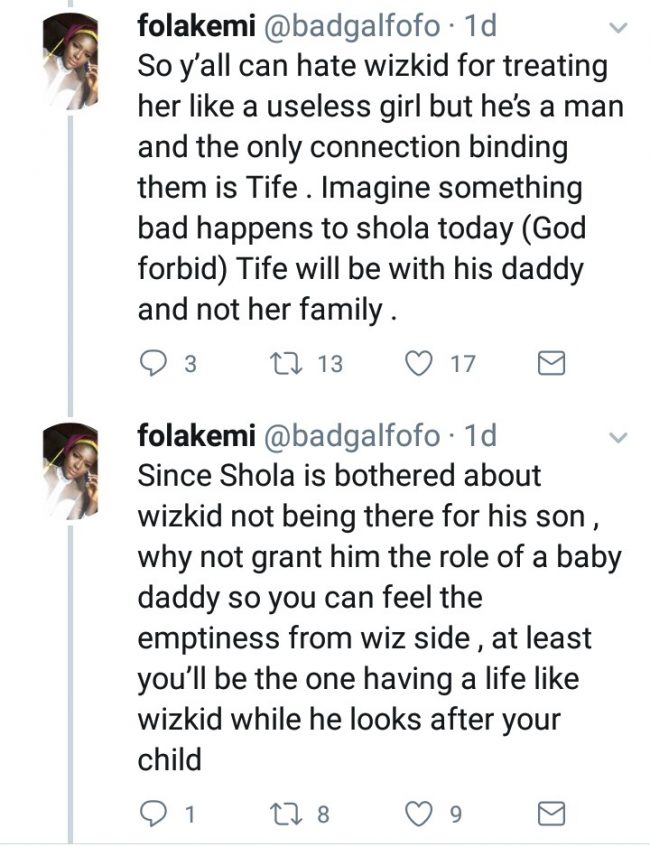 folakemi @badgalfofo · 1d
So y’all can hate wizkid for treating
her like a useless girl but he’s a man
and the only connection binding
them is Tife . Imagine something
bad happens to shola today (God
forbid) Tife will be with his daddy
and not her family .
3 13 17
folakemi @badgalfofo · 1d
Since Shola is bothered about
wizkid not being there for his son ,
why not grant him the role of a baby
daddy so you can feel the
emptiness from wiz side , at least
you’ll be the one having a life like
wizkid while he looks after your
child
1 8 9